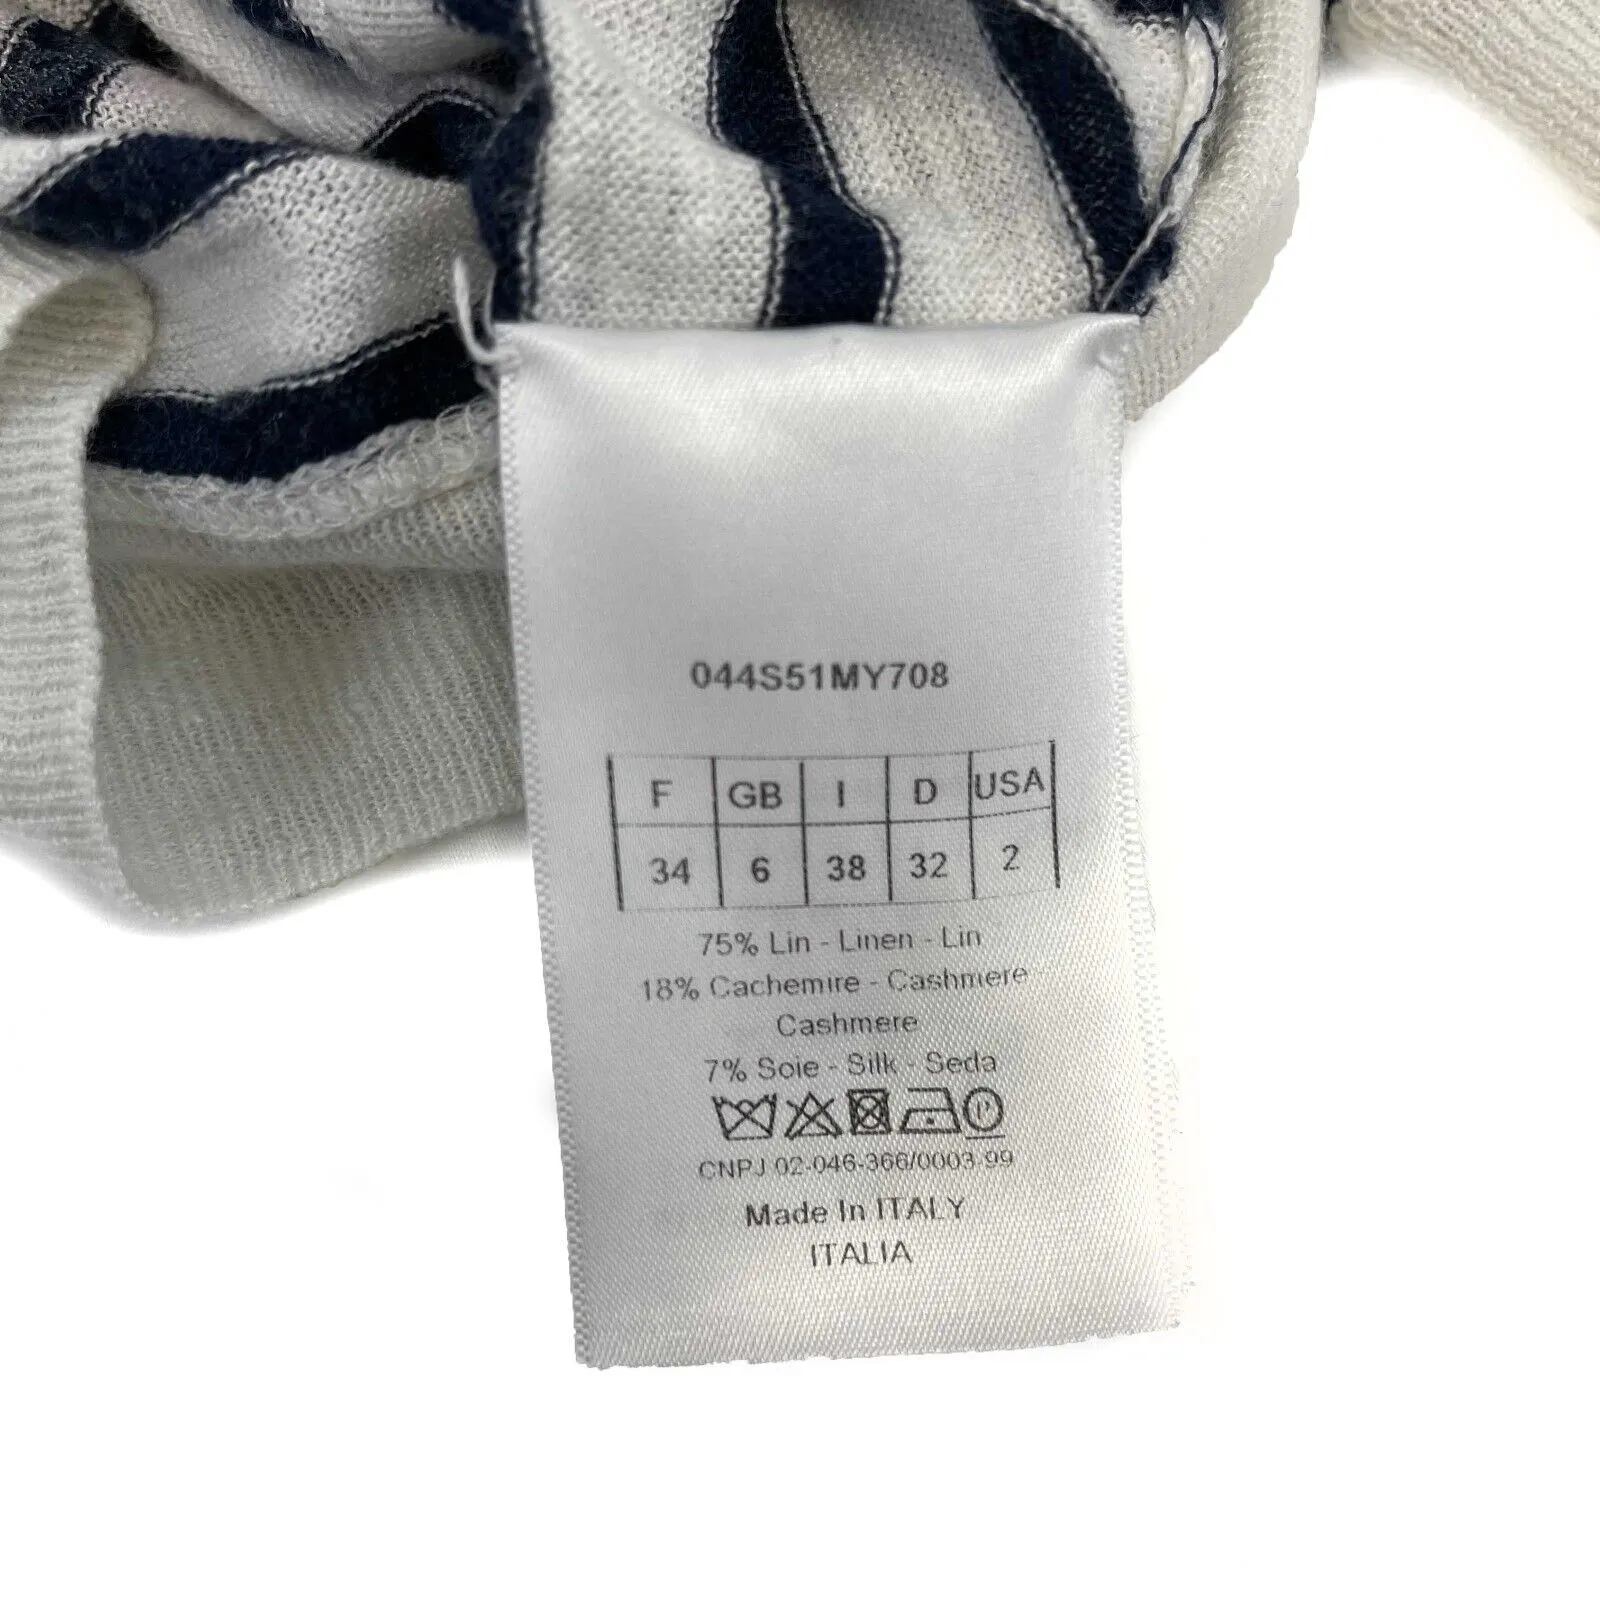 044S51MY708
F GB I D USA
34 6 38 32 2
75% Lin - Linen - Lin
18% Cachemire - Cashmere
Cashmere
7% Soie - Silk - Seda
P
CNPJ 02-046-366/0003-99
Made In ITALY
ITALIA